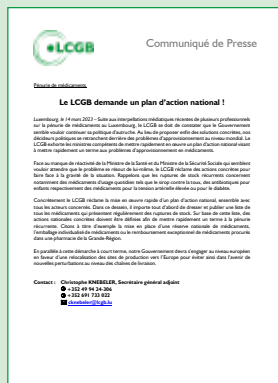 LCGB
Communiqué de Presse
Pénurie de médicaments
Le LCGB demande un plan d'action national !
Luxembourg, le 14 mars 2023 - Suite aux interpellations médiatiques récentes de plusieurs professionnels
sur la pénurie de médicaments au Luxembourg, le LCGB se doit de constater que le Gouvernement
semble vouloir continuer sa politique d'autruche. Au lieu de proposer enfin des solutions concrètes, nos
décideurs politiques se retranchent derrière des problèmes d'approvisionnement au niveau mondial. Le
LCGB exhorte les ministres compétents de mettre rapidement en œuvre un plan d'action national visant
à mettre rapidement un terme aux problèmes d'approvisionnement en médicaments.
Face au manque de réactivité de la Ministre de la Santé et du Ministre de la Sécurité Sociale qui semblent
vouloir attendre que le problème se résout de lui-même, le LCGB réclame des actions concrètes pour
faire face à la gravité de la situation. Rappelons que les ruptures de stock récurrents concernent
notamment des médicaments d'usage quotidien tels que le sirop contre la toux, des antibiotiques pour
enfants respectivement des médicaments pour la tension artérielle élevée ou pour le diabète.
Concrètement le LCGB réclame la mise en œuvre rapide d'un plan d'action national, ensemble avec
tous les acteurs concernés. Dans ce dessein, il importe tout d'abord de dresser et publier une liste de
tous les médicaments qui présentent régulièrement des ruptures de stock. Sur base de cette liste, des
actions nationales concrètes doivent être définies afin de mettre rapidement un terme à la pénurie
récurrente. Citons à titre d'exemple la mise en place d'une réserve nationale de médicaments,
l'emballage individualisé de médicaments ou le remboursement exceptionnel de médicaments procurés
dans une pharmacie de la Grande-Région.
En parallèle à cette démarche à court terme, notre Gouvernement devra s'engager au niveau européen
en faveur d'une relocalisation des sites de production vers l'Europe pour éviter ainsi dans l'avenir de
nouvelles perturbations au niveau des chaînes de livraison.
Contact : Christophe KNEBELER, Secrétaire général adjoint
+352 49 94 24-306
+352 691 733 022
cknebeler@lcgb.lu